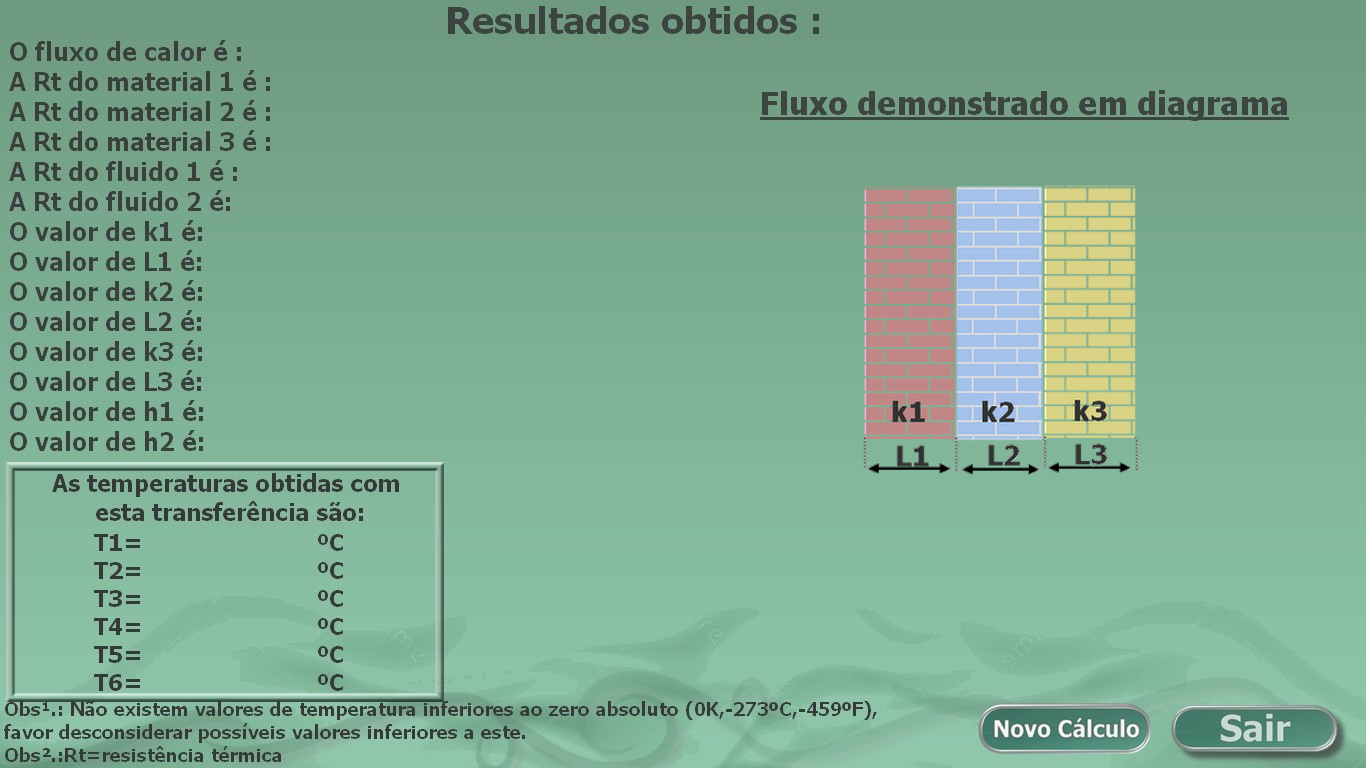 Resultados obtidos :
O fluxo de calor é :
A Rt do material 1 é :
A Rt do material 2 é :
A Rt do material 3 é :
A Rt do fluido 1 é :
A Rt do fluido 2 é:
O valor de k1 é:
O valor de L1 é:
O valor de k2 é:
O valor de L2 é:
O valor de k3 é:
O valor de L3 é:
O valor de h1 é:
O valor de h2 é:
Fluxo demonstrado em diagrama
k1 k2 k3
L1 L2 L3
As temperaturas obtidas com
esta transferência são:
T1= ºC
T2= ºC
T3= ºC
T4= ºC
T5= ºC
T6= ºC
Obs¹.: Não existem valores de temperatura inferiores ao zero absoluto (0K,-273ºC,-459ºF),
favor desconsiderar possíveis valores inferiores a este.
Obs².:Rt=resistência térmica
Novo Cálculo
Sair